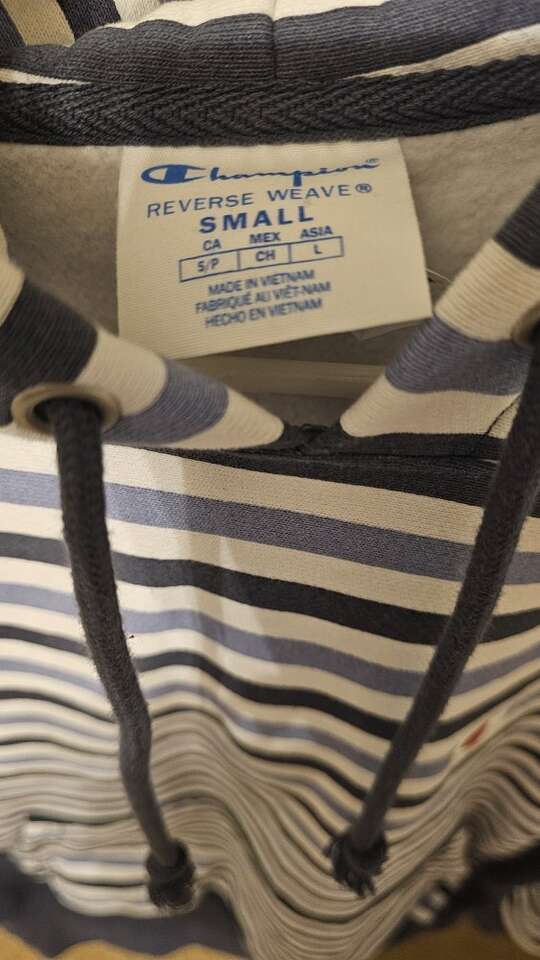 Champion®
REVERSE WEAVE®
SMALL
CA MEX ASIA
S/P CH L
MADE IN VIETNAM
FABRIQUÉ AU VIÊT-NAM
HECHO EN VIETNAM